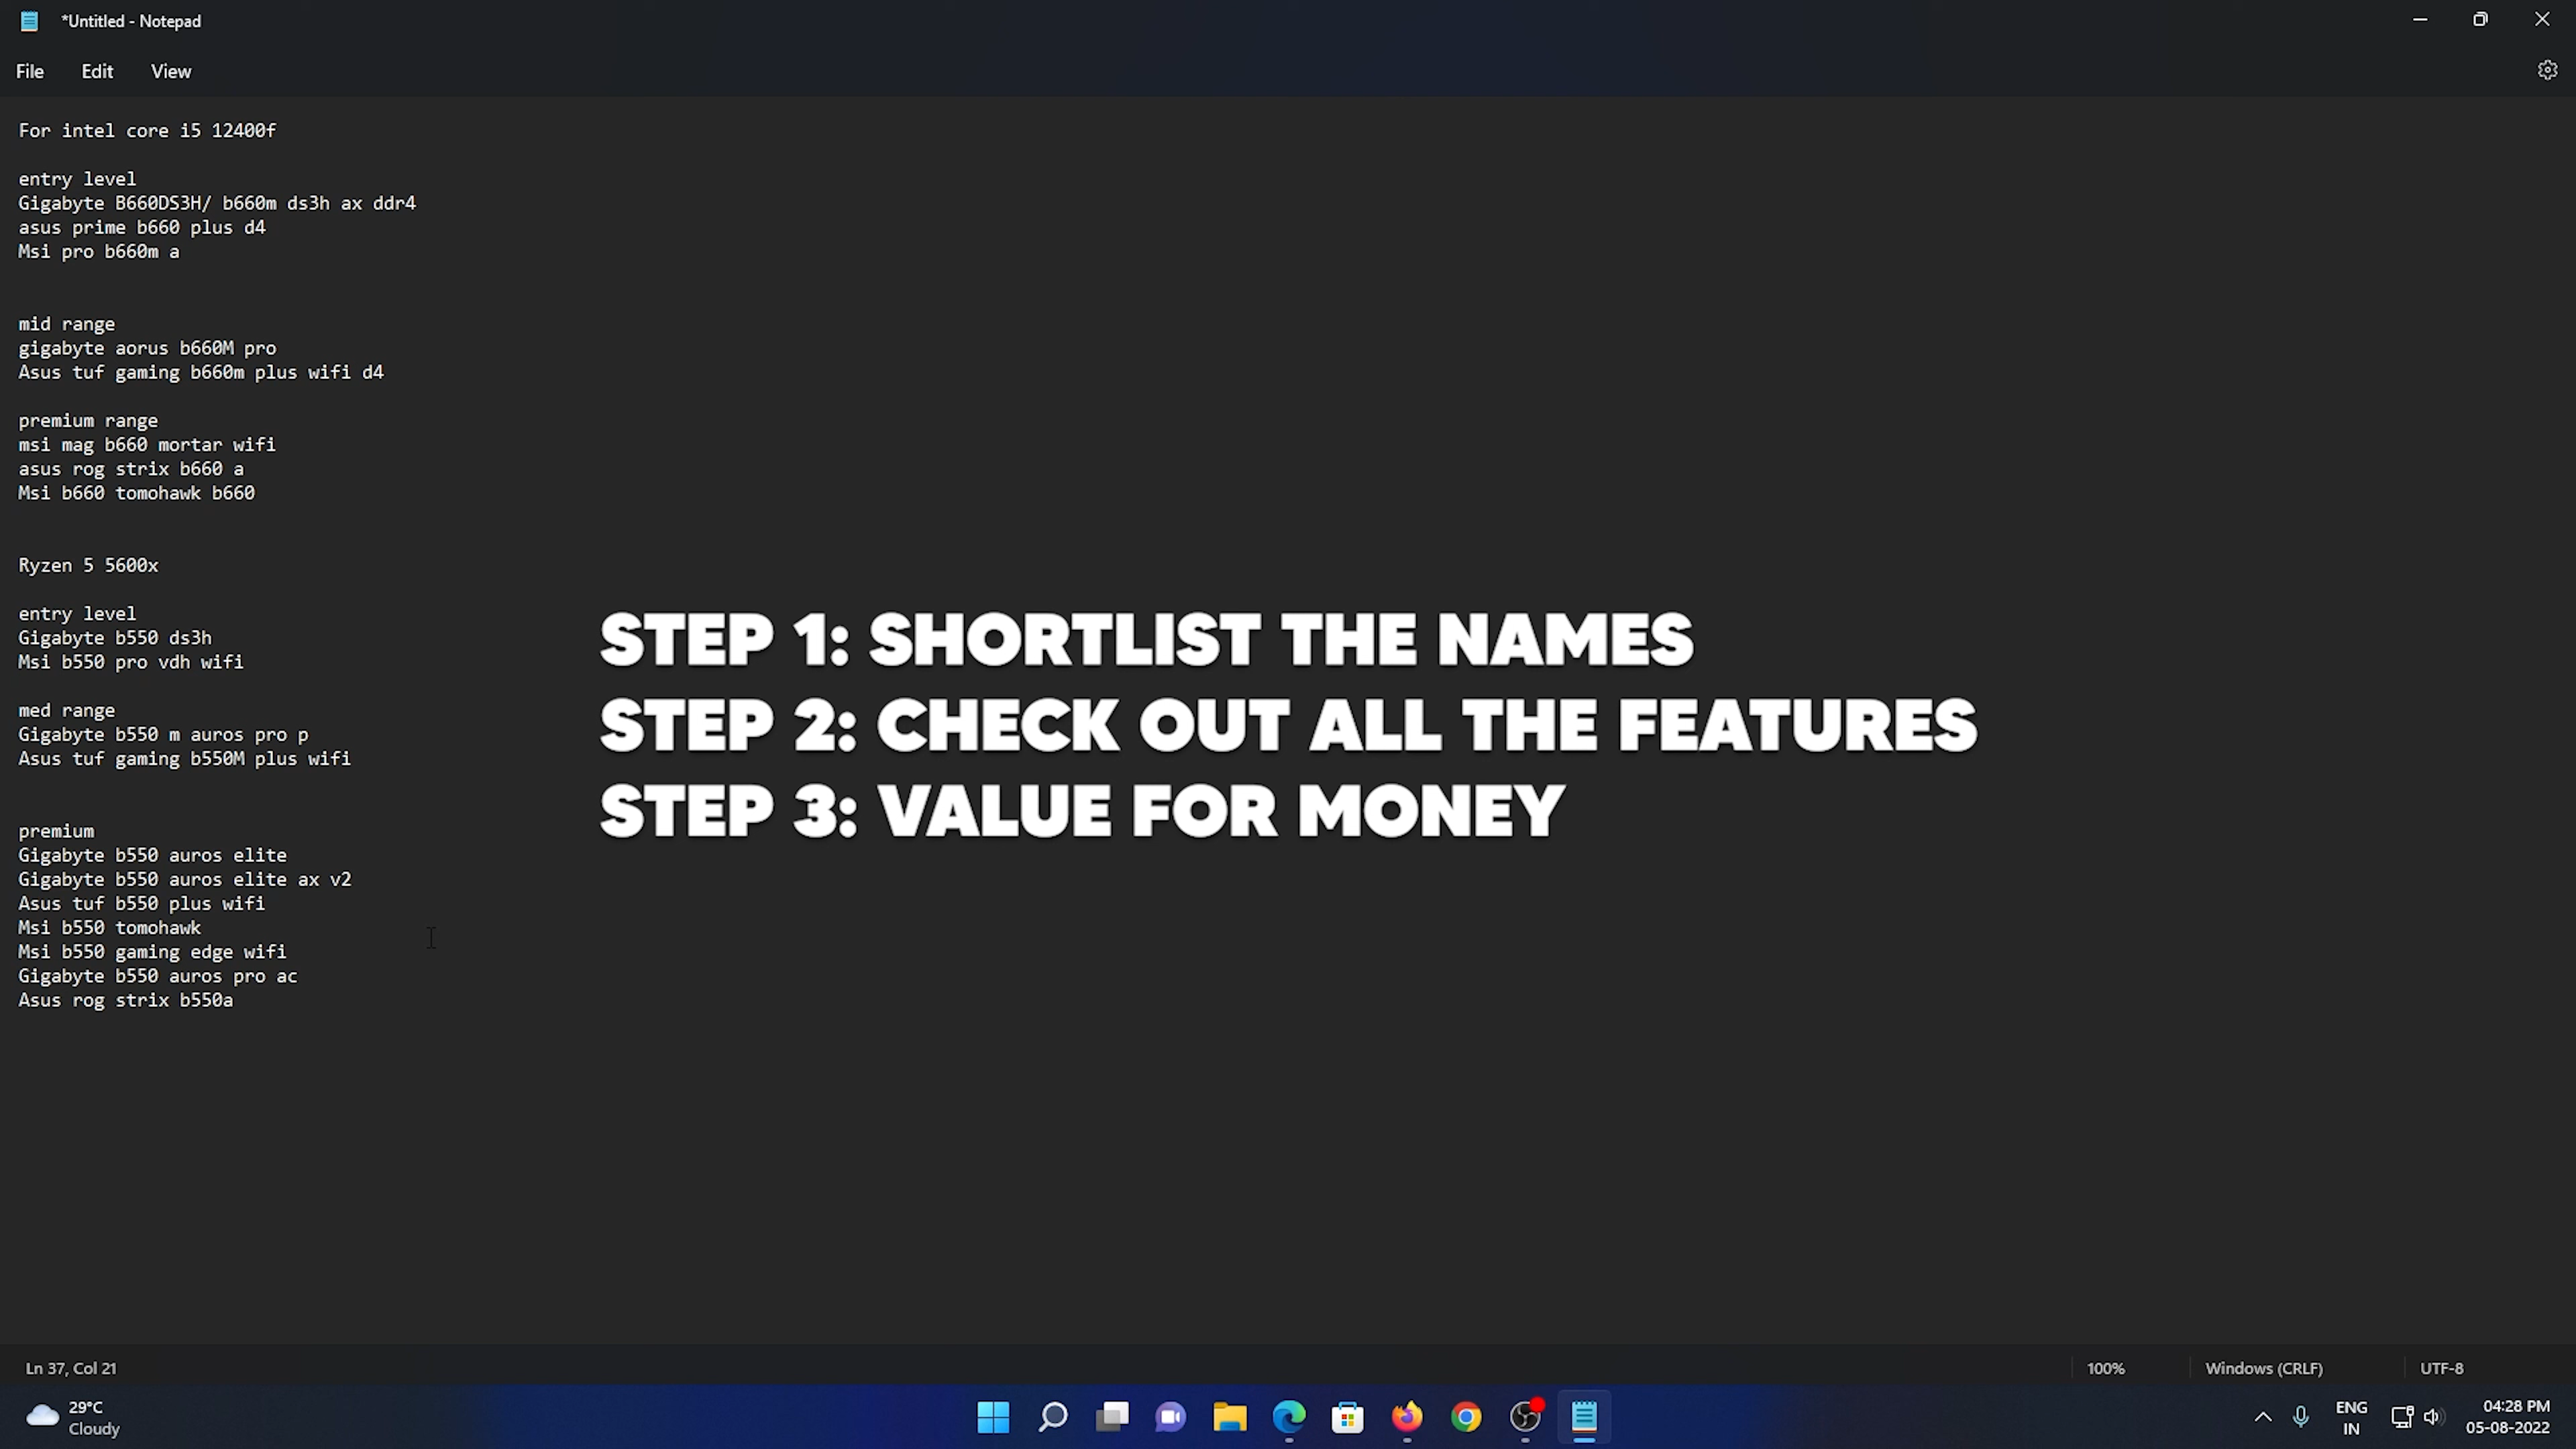 *Untitled - Notepad
File Edit View
For intel core i5 12400f
entry level
Gigabyte B660DS3H/ b660m ds3h ax ddr4
asus prime b660 plus d4
Msi pro b660m a
mid range
gigabyte aorus b660M pro
Asus tuf gaming b660m plus wifi d4
premium range
msi mag b660 mortar wifi
asus rog strix b660 a
Msi b660 tomohawk b660
Ryzen 5 5600x
entry level
Gigabyte b550 ds3h
Msi b550 pro vdh wifi
med range
Gigabyte b550 m auros pro p
Asus tuf gaming b550M plus wifi
premium
Gigabyte b550 auros elite
Gigabyte b550 auros elite ax v2
Asus tuf b550 plus wifi
Msi b550 tomohawk
Msi b550 gaming edge wifi
Gigabyte b550 auros pro ac
Asus rog strix b550a
STEP 1: SHORTLIST THE NAMES
STEP 2: CHECK OUT ALL THE FEATURES
STEP 3: VALUE FOR MONEY
Ln 37, Col 21
100%
Windows (CRLF)
UTF-8
29°C
Cloudy
ENG
IN
04:28 PM
05-08-2022